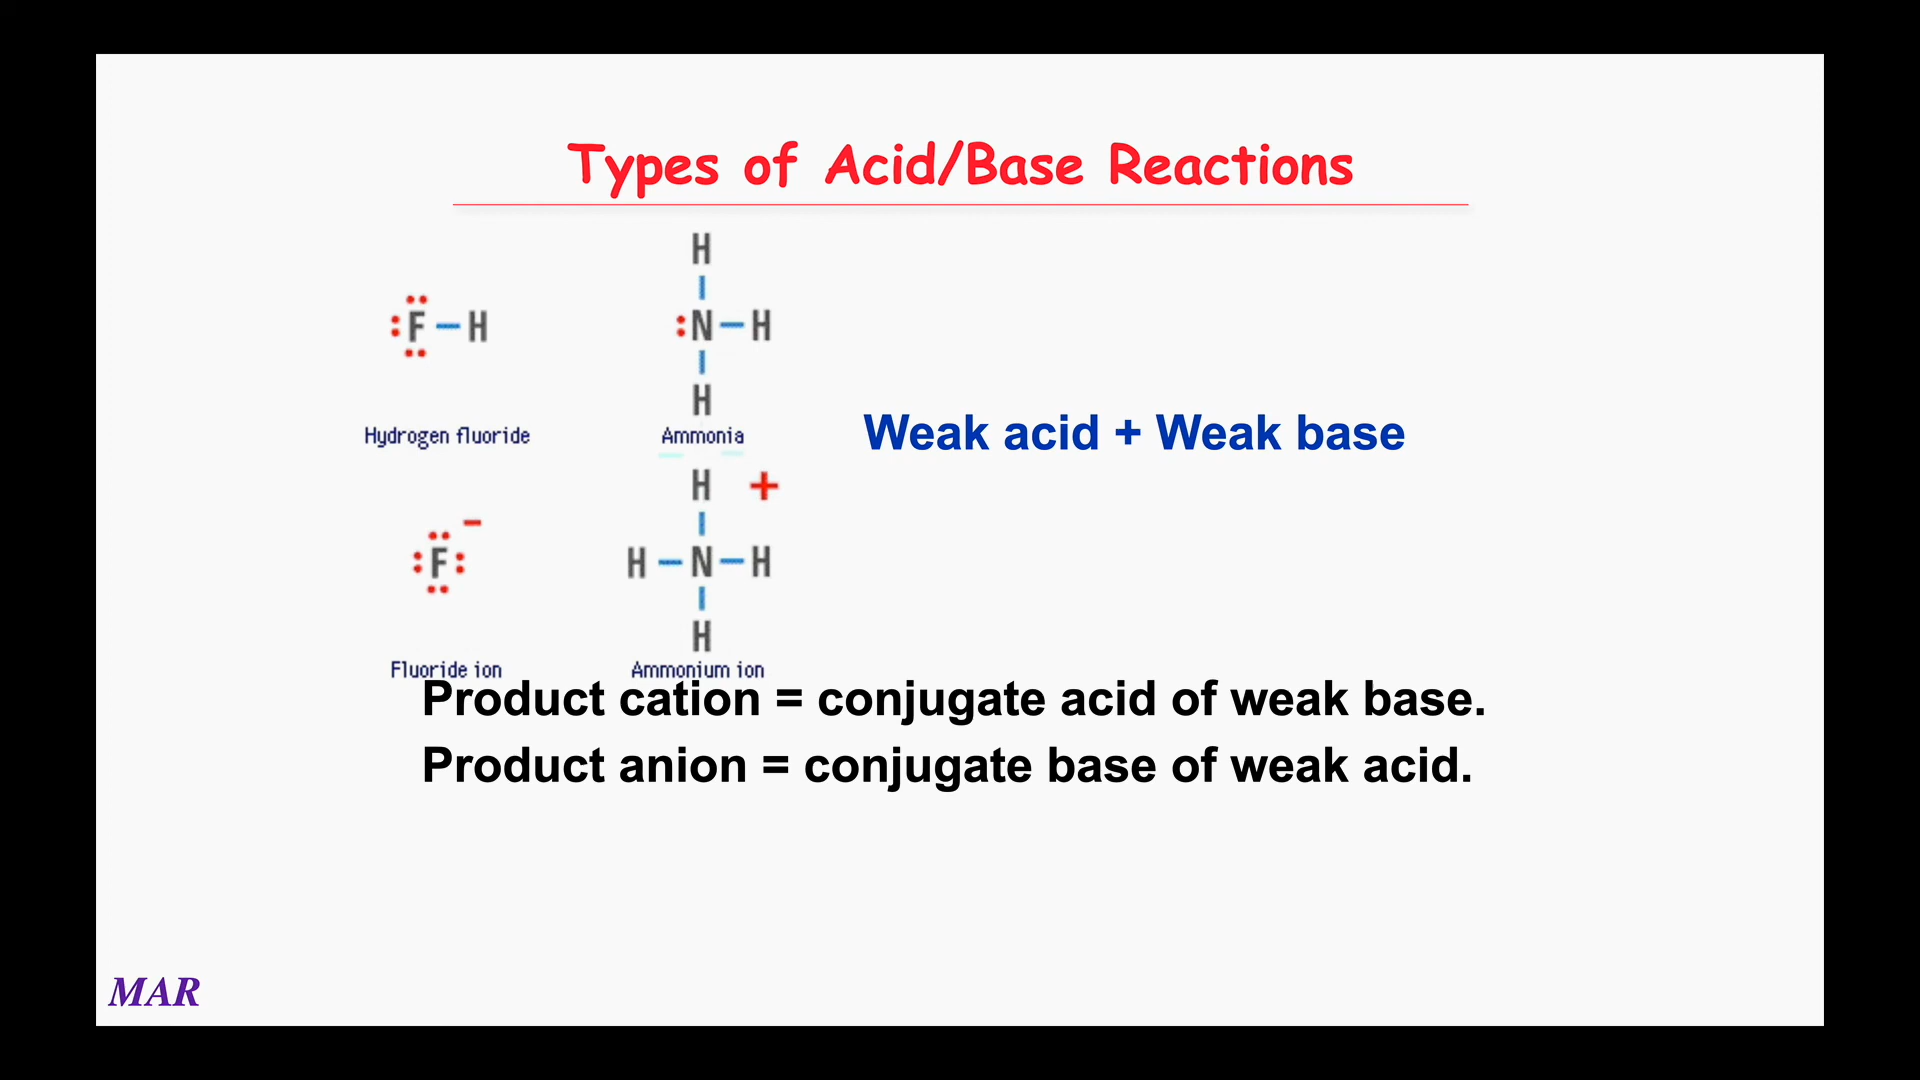 Types of Acid/Base Reactions
H
:F–H
:N–H
H
Hydrogen fluoride
Ammonia
Weak acid + Weak base
H +
:F: -
H–N–H
H
Fluoride ion
Ammonium ion
Product cation = conjugate acid of weak base.
Product anion = conjugate base of weak acid.
MAR